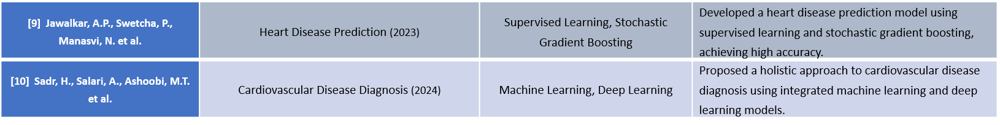 [9] Jawalkar, A.P., Swetcha, P.,
Manasvi, N. et al.
Heart Disease Prediction (2023)
Supervised Learning, Stochastic
Gradient Boosting
Developed a heart disease prediction model using
supervised learning and stochastic gradient boosting,
achieving high accuracy.
[10] Sadr, H., Salari, A., Ashoobi, M.T.
et al.
Cardiovascular Disease Diagnosis (2024)
Machine Learning, Deep Learning
Proposed a holistic approach to cardiovascular disease
diagnosis using integrated machine learning and deep
learning models.